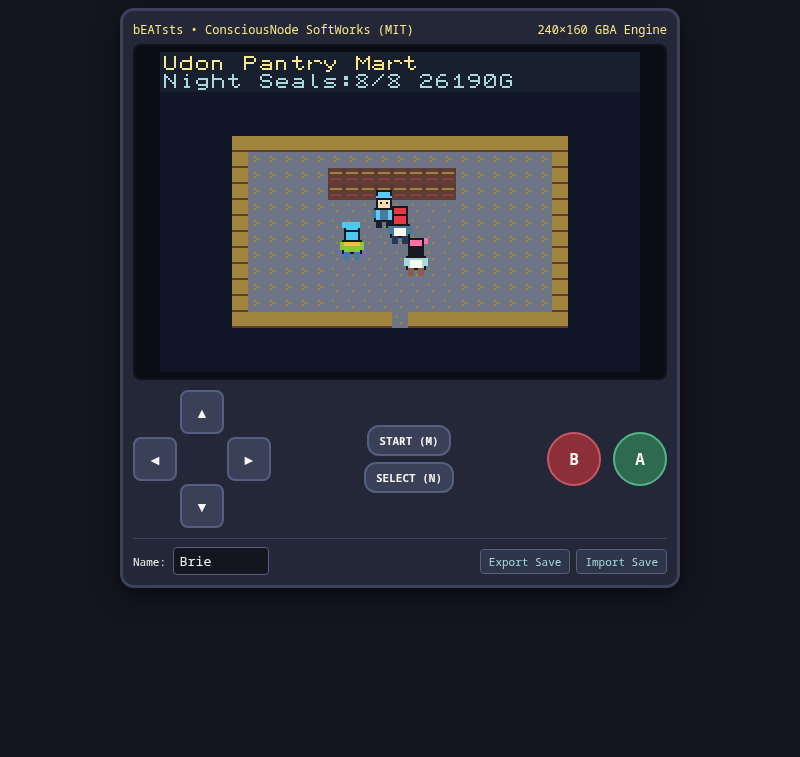 bEATsts • ConsciousNode SoftWorks (MIT)
240×160 GBA Engine
Udon Pantry Mart
Night Seals:8/8 26190G
▲
◀
▶
▼
START (M)
SELECT (N)
B
A
Name: Brie
Export Save
Import Save